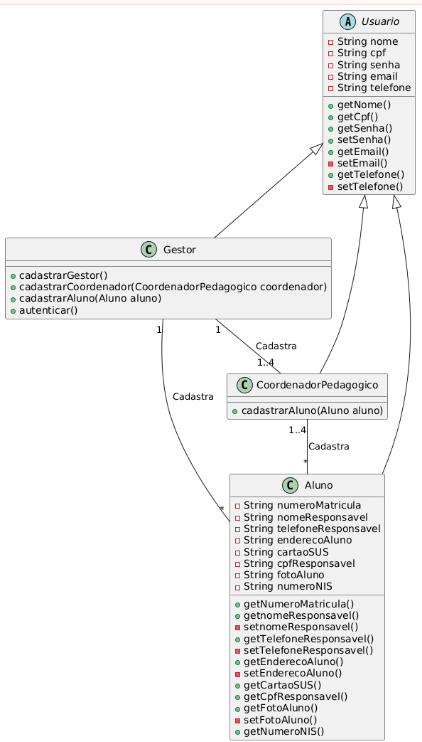 A Usuario
String nome
String cpf
String senha
String email
String telefone
getNome()
getCpf()
getSenha()
setSenha()
getEmail()
setEmail()
getTelefone()
setTelefone()
C Gestor
cadastrarGestor()
cadastrarCoordenador(CoordenadorPedagogico coordenador)
cadastrarAluno(Aluno aluno)
autenticar()
1
1
Cadastra
1..4
Cadastra
C CoordenadorPedagogico
cadastrarAluno(Aluno aluno)
1..4
Cadastra
*
*
C Aluno
String numeroMatricula
String nomeResponsavel
String telefoneResponsavel
String enderecoAluno
String cartaoSUS
String cpfResponsavel
String fotoAluno
String numeroNIS
getNumeroMatricula()
getnomeResponsavel()
setnomeResponsavel()
getTelefoneResponsavel()
setTelefoneResponsavel()
getEnderecoAluno()
setEnderecoAluno()
getCartaoSUS()
getCpfResponsavel()
getFotoAluno()
setFotoAluno()
getNumeroNIS()